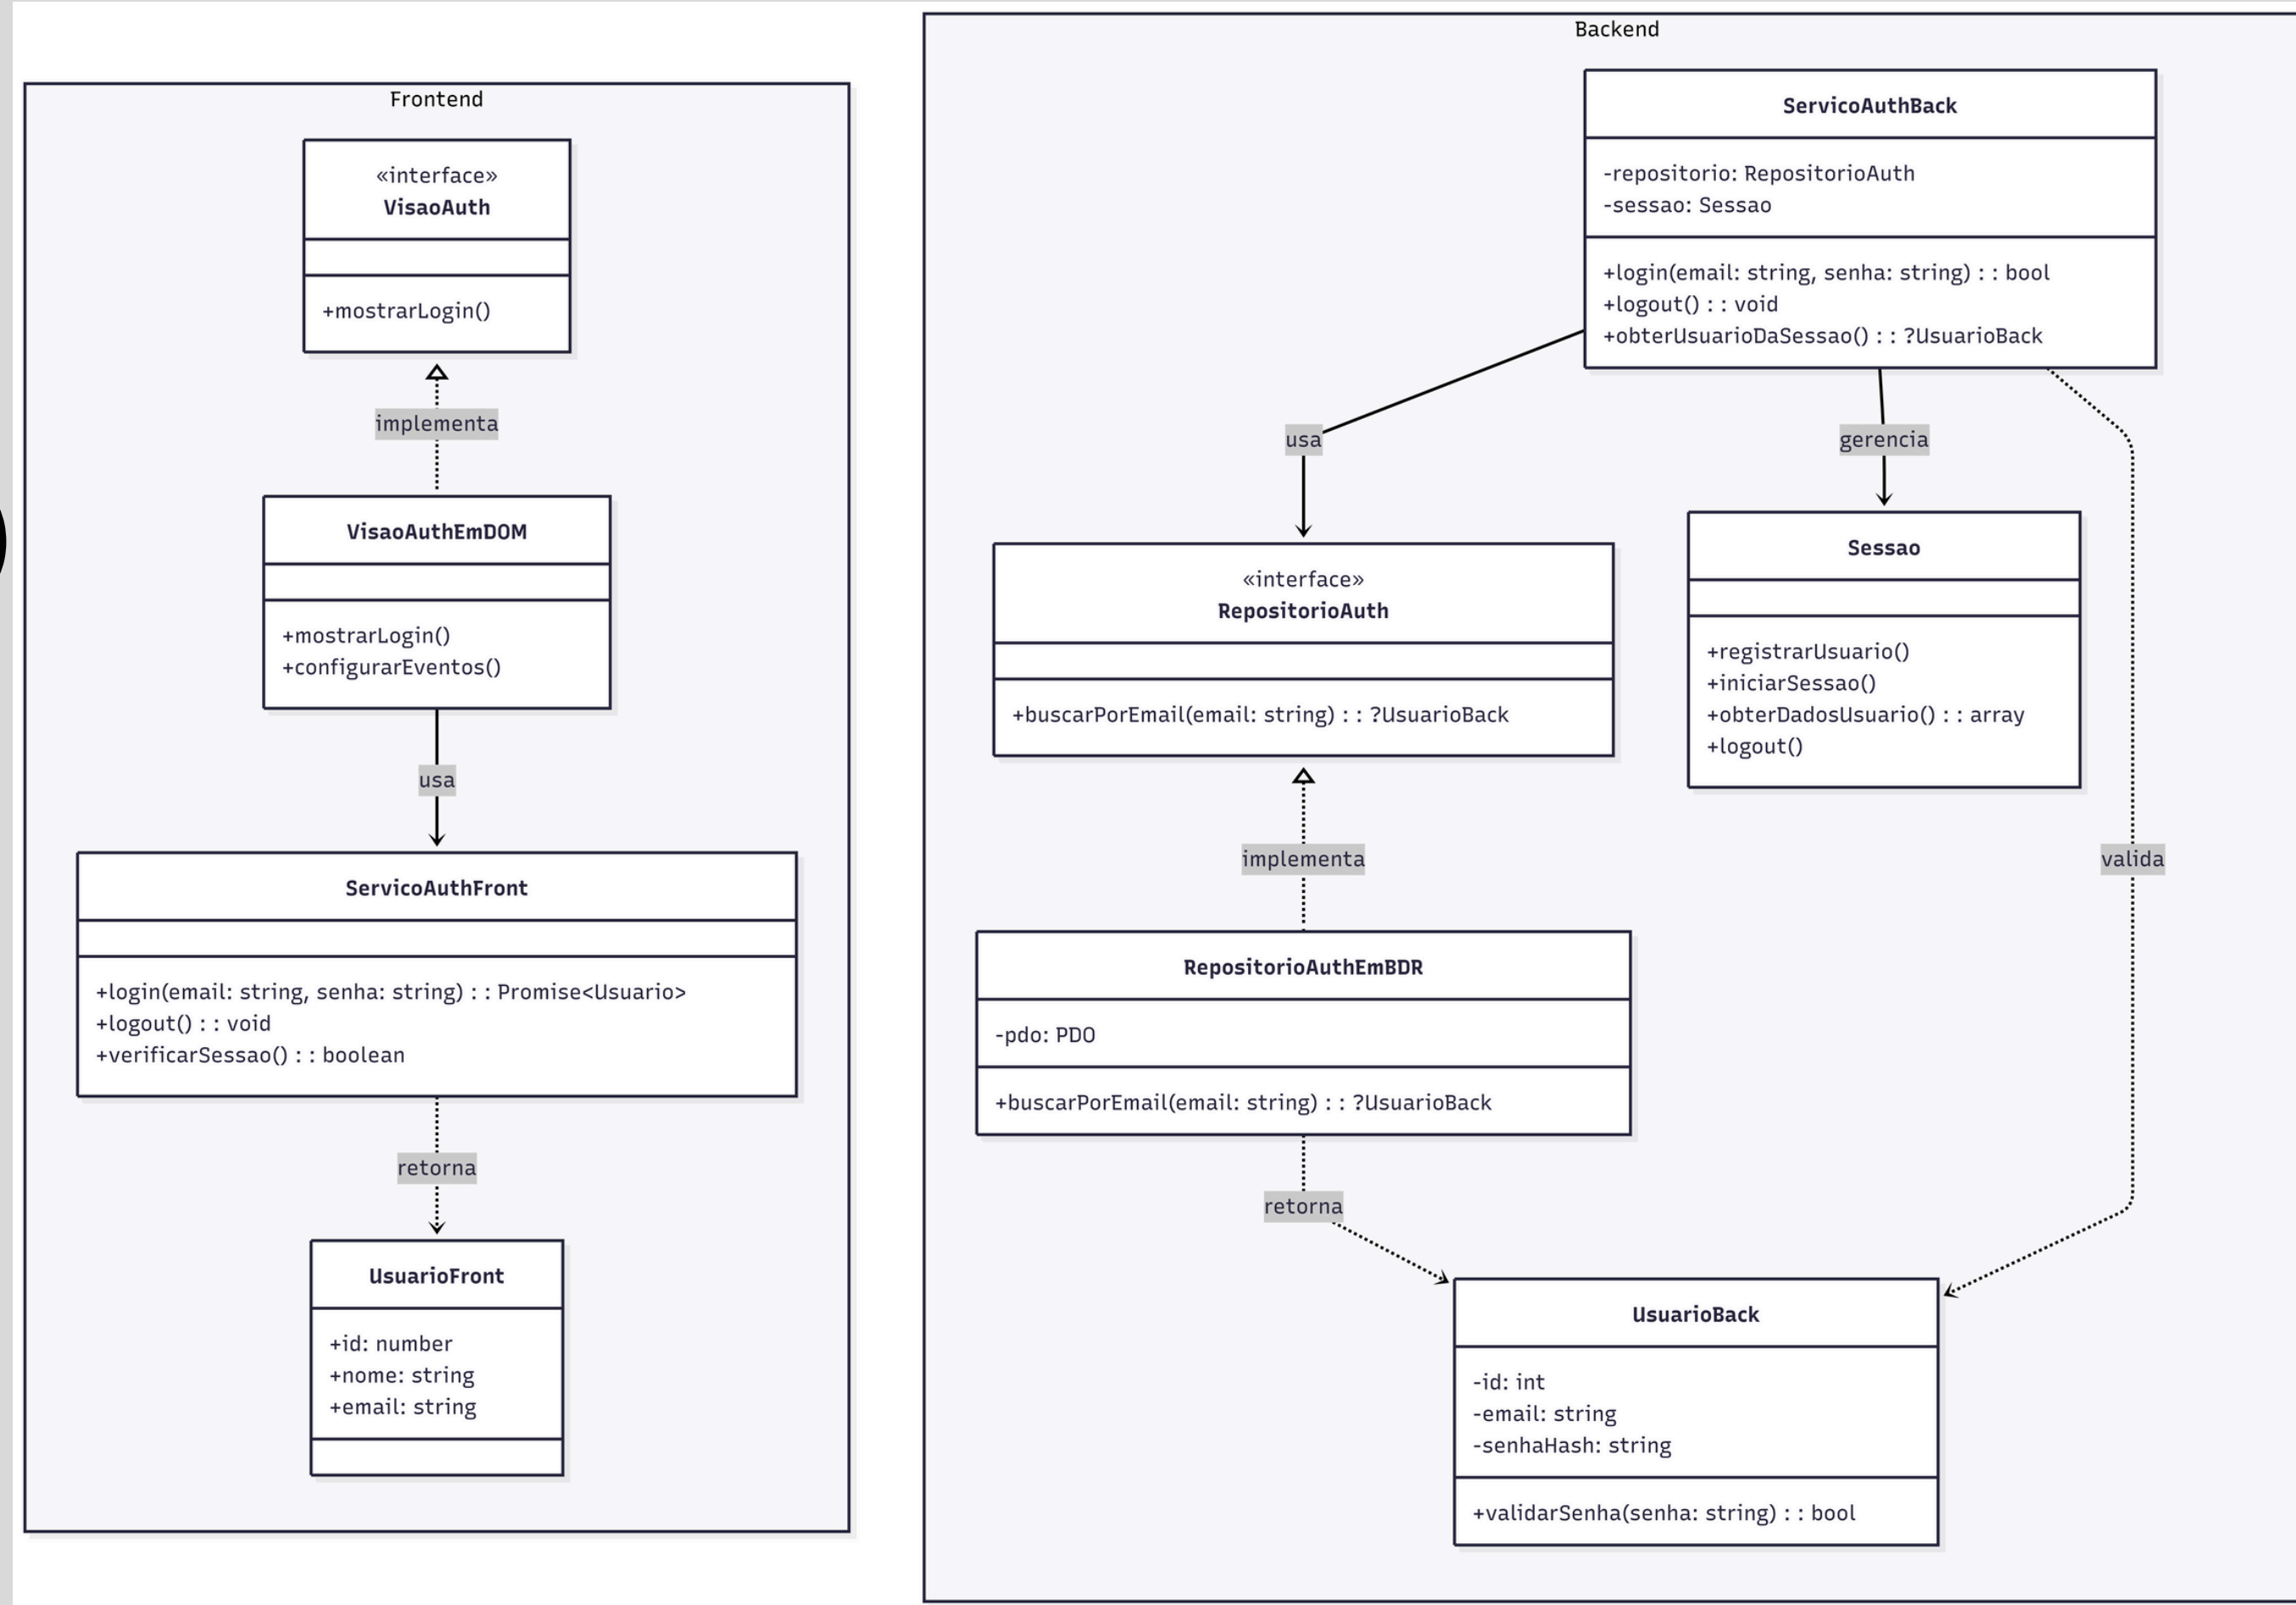 Frontend
«interface»
VisaoAuth
+mostrarLogin()
implementa
VisaoAuthEmDOM
+mostrarLogin()
+configurarEventos()
usa
ServicoAuthFront
+login(email: string, senha: string) : : Promise<Usuario>
+logout() : : void
+verificarSessao() : : boolean
retorna
UsuarioFront
+id: number
+nome: string
+email: string
Backend
ServicoAuthBack
-repositorio: RepositorioAuth
-sessao: Sessao
+login(email: string, senha: string) : : bool
+logout() : : void
+obterUsuarioDaSessao() : : ?UsuarioBack
usa
gerencia
«interface»
RepositorioAuth
+buscarPorEmail(email: string) : : ?UsuarioBack
Sessao
+registrarUsuario()
+iniciarSessao()
+obterDadosUsuario() : : array
+logout()
implementa
valida
RepositorioAuthEmBDR
-pdo: PDO
+buscarPorEmail(email: string) : : ?UsuarioBack
retorna
UsuarioBack
-id: int
-email: string
-senhaHash: string
+validarSenha(senha: string) : : bool